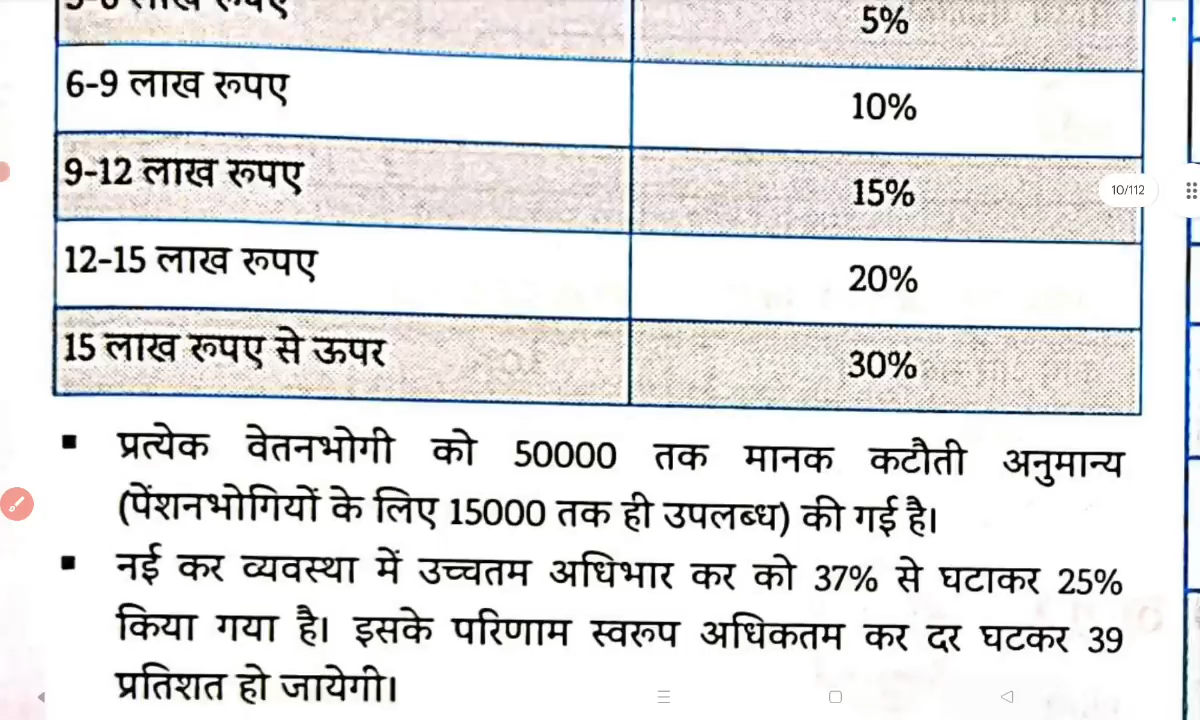 5%
6-9 लाख रूपए
10%
9-12 लाख रूपए
15%
10/112
12-15 लाख रूपए
20%
15 लाख रूपए से ऊपर
30%
▪ प्रत्येक वेतनभोगी को 50000 तक मानक कटौती अनुमान्य
(पेंशनभोगियों के लिए 15000 तक ही उपलब्ध) की गई है।
▪ नई कर व्यवस्था में उच्चतम अधिभार कर को 37% से घटाकर 25%
किया गया है। इसके परिणाम स्वरूप अधिकतम कर दर घटकर 39
प्रतिशत हो जायेगी।